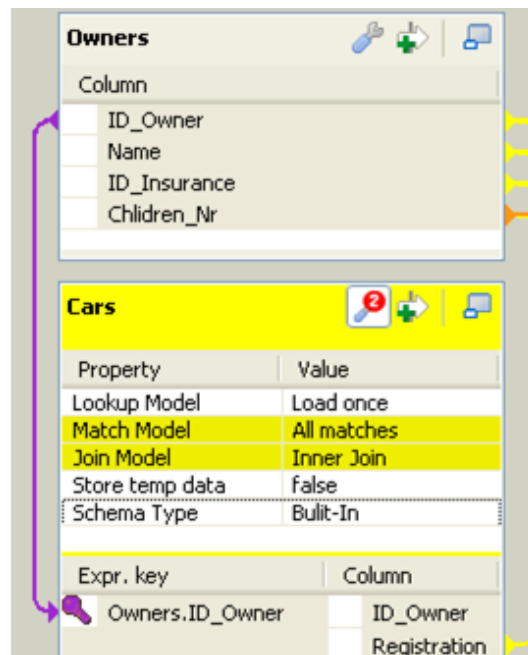 Owners
Column
ID_Owner
Name
ID_Insurance
Chlidren_Nr
Cars
2
Property Value
Lookup Model Load once
Match Model All matches
Join Model Inner Join
Store temp data false
Schema Type Bulit-In
Expr. key Column
Owners.ID_Owner ID_Owner
Registration